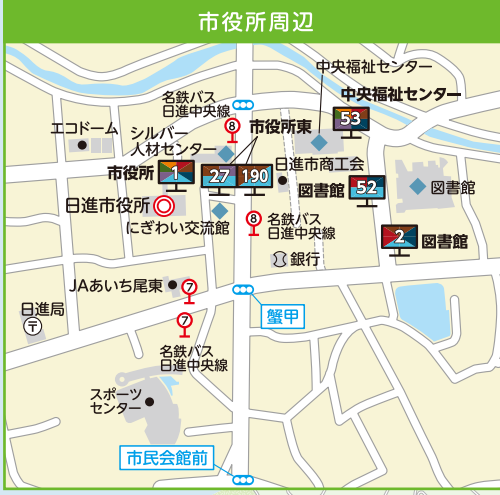 市役所周辺
中央福祉センター
中央福祉センター
53
名鉄バス
日進中央線
8
エコドーム
シルバー
人材センター
市役所東
市役所
1
27
190
日進市商工会
図書館
52
図書館
日進市役所
にぎわい交流館
8
名鉄バス
日進中央線
2
図書館
銀行
JAあいち尾東
7
日進局
〒
蟹甲
7
名鉄バス
日進中央線
スポーツ
センター
市民会館前